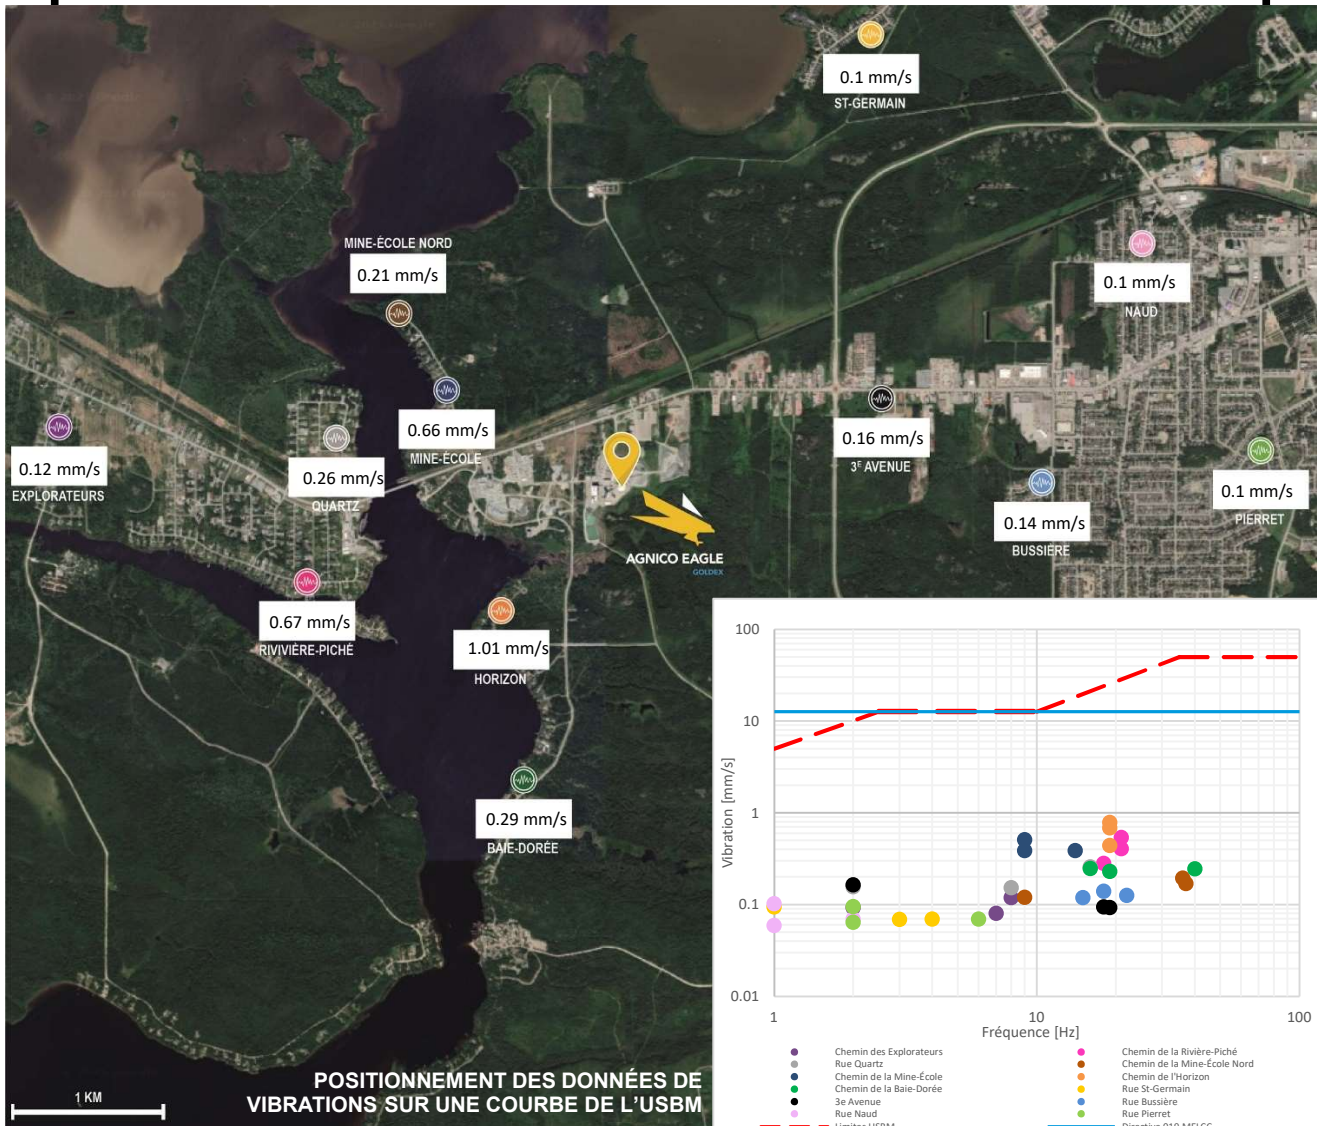 0.1 mm/s
ST-GERMAIN
MINE-ÉCOLE NORD
0.21 mm/s
0.1 mm/s
NAUD
0.66 mm/s
MINE-ÉCOLE
0.12 mm/s
EXPLORATEURS
0.26 mm/s
QUARTZ
0.16 mm/s
3E AVENUE
0.14 mm/s
BUSSIÈRE
0.1 mm/s
PIERRET
AGNICO EAGLE
GOLDEX
0.67 mm/s
RIVIVIÈRE-PICHÉ
1.01 mm/s
HORIZON
0.29 mm/s
BAIE-DORÉE
1 KM
POSITIONNEMENT DES DONNÉES DE
VIBRATIONS SUR UNE COURBE DE L'USBM
Vibration [mm/s]
100
10
1
0.1
0.01
1
10
100
Fréquence [Hz]
Chemin des Explorateurs
Chemin de la Rivière-Piché
Rue Quartz
Chemin de la Mine-École Nord
Chemin de la Mine-École
Chemin de l'Horizon
Chemin de la Baie-Dorée
Rue St-Germain
3e Avenue
Rue Bussière
Rue Naud
Rue Pierret
Limites USBM
Directive 019 MELCC